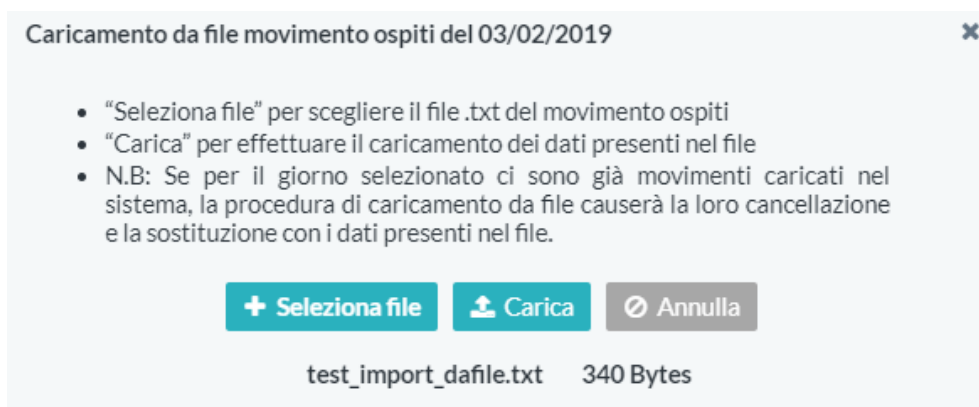 Caricamento da file movimento ospiti del 03/02/2019
• “Seleziona file” per scegliere il file .txt del movimento ospiti
• “Carica” per effettuare il caricamento dei dati presenti nel file
• N.B: Se per il giorno selezionato ci sono già movimenti caricati nel
sistema, la procedura di caricamento da file causerà la loro cancellazione
e la sostituzione con i dati presenti nel file.
Seleziona file Carica Annulla
test_import_dafile.txt 340 Bytes